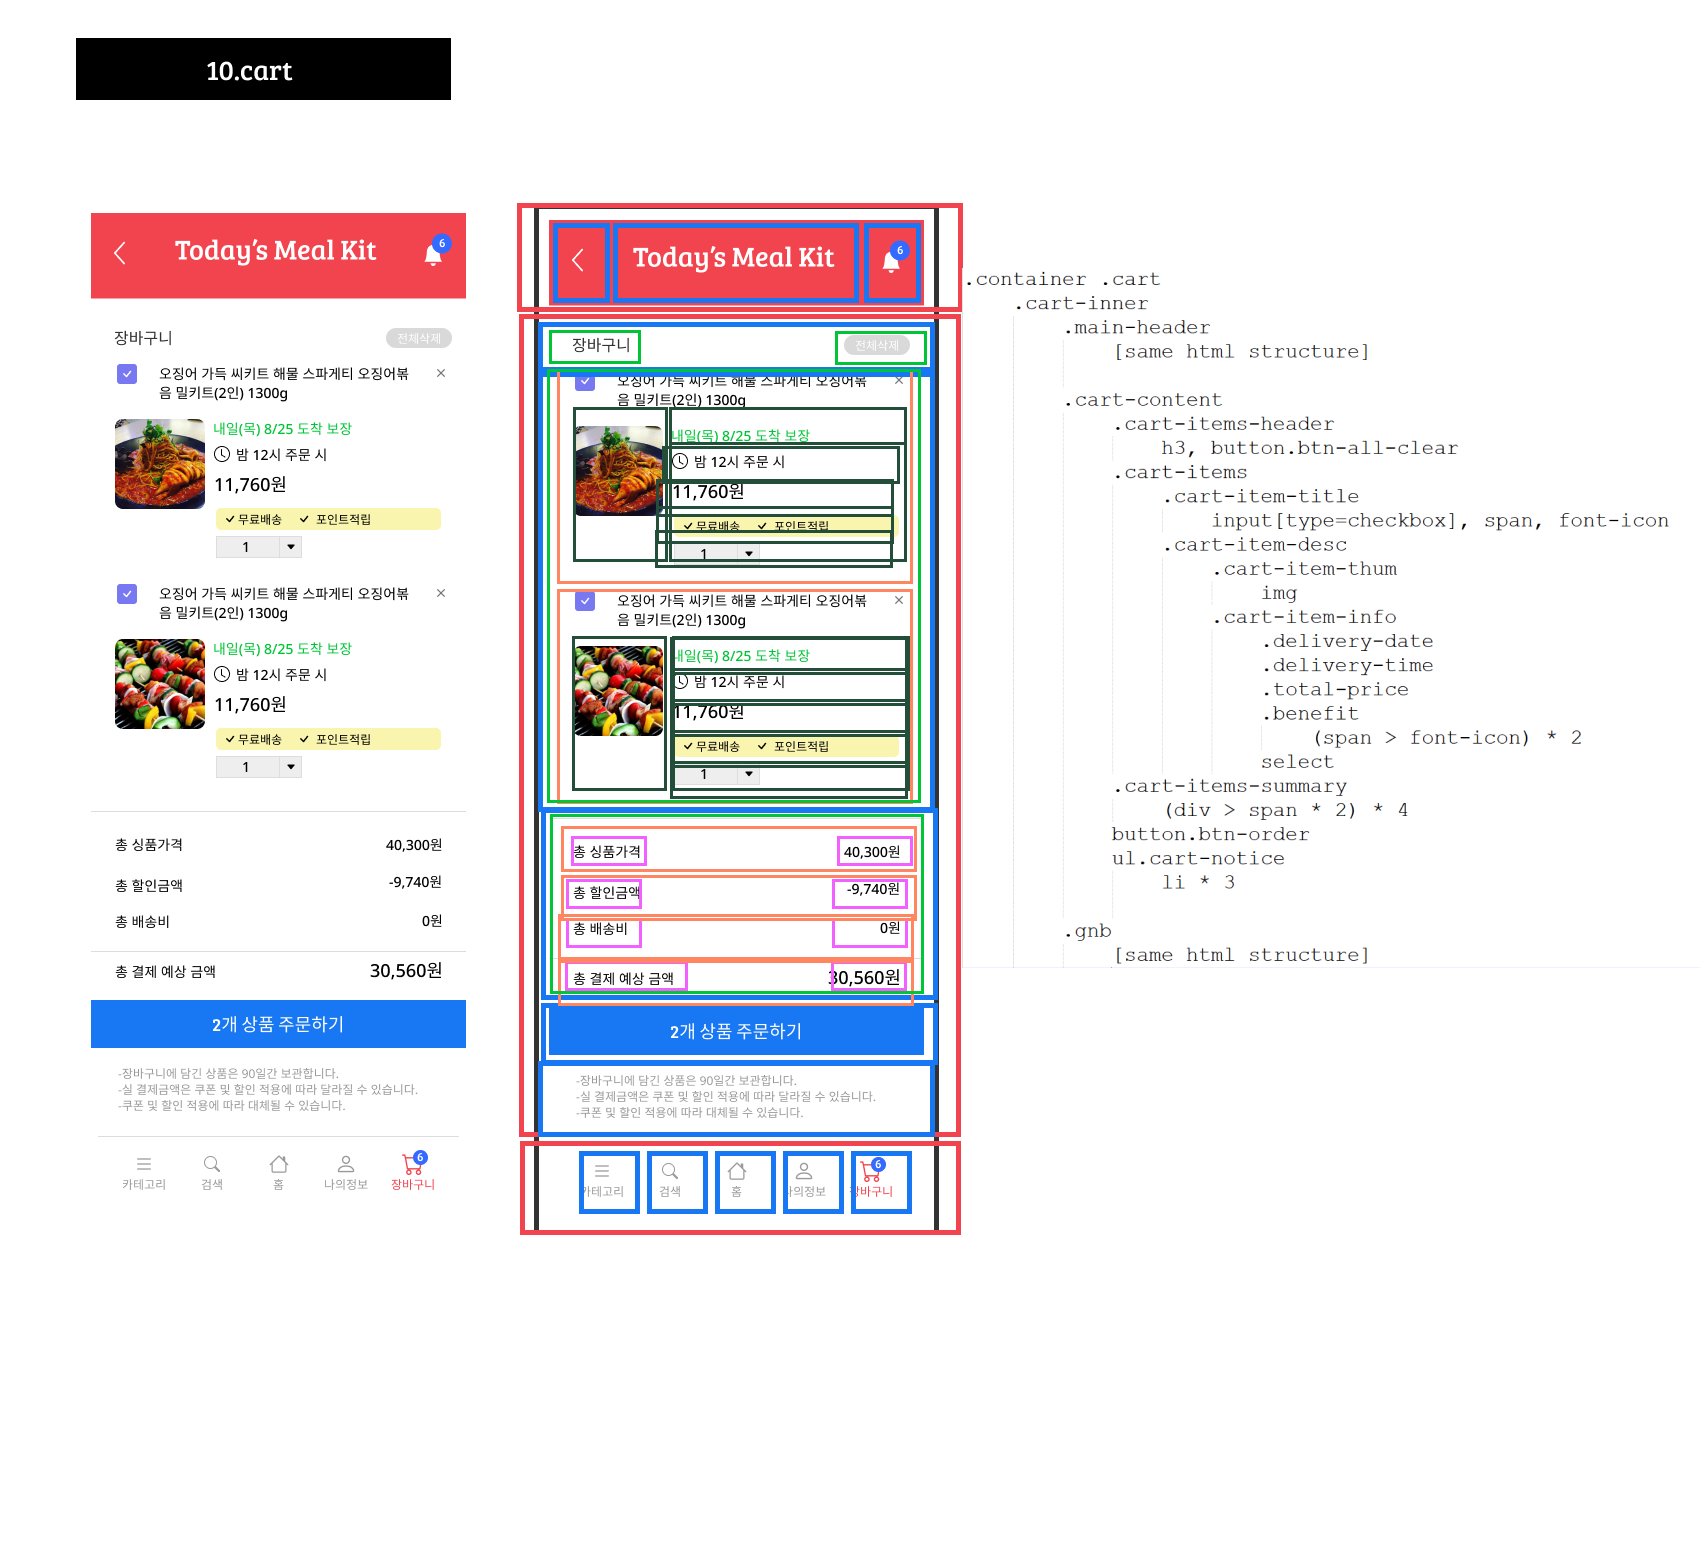 10.cart
Today's Meal Kit
6
장바구니
전체삭제
오징어 가득 씨키트 해물 스파게티 오징어볶
음 밀키트(2인) 1300g
내일(목) 8/25 도착 보장
밤 12시 주문 시
11,760원
무료배송 포인트적립
1
오징어 가득 씨키트 해물 스파게티 오징어볶
음 밀키트(2인) 1300g
내일(목) 8/25 도착 보장
밤 12시 주문 시
11,760원
무료배송 포인트적립
1
총 싱품가격 40,300원
총 할인금액 -9,740원
총 배송비 0원
총 결제 예상 금액 30,560원
2개 상품 주문하기
-장바구니에 담긴 상품은 90일간 보관합니다.
-실 결제금액은 쿠폰 및 할인 적용에 따라 달라질 수 있습니다.
-쿠폰 및 할인 적용에 따라 대체될 수 있습니다.
6
카테고리 검색 홈 나의정보 장바구니
Today's Meal Kit
6
장바구니
전체삭제
오징어 가득 씨키트 해물 스파게티 오징어볶
음 밀키트(2인) 1300g
내일(목) 8/25 도착 보장
밤 12시 주문 시
11,760원
무료배송 포인트적립
1
오징어 가득 씨키트 해물 스파게티 오징어볶
음 밀키트(2인) 1300g
내일(목) 8/25 도착 보장
밤 12시 주문 시
11,760원
무료배송 포인트적립
1
총 싱품가격 40,300원
총 할인금액 -9,740원
총 배송비 0원
총 결제 예상 금액 30,560원
2개 상품 주문하기
-장바구니에 담긴 상품은 90일간 보관합니다.
-실 결제금액은 쿠폰 및 할인 적용에 따라 달라질 수 있습니다.
-쿠폰 및 할인 적용에 따라 대체될 수 있습니다.
6
카테고리 검색 홈 나의정보 장바구니
.container .cart
.cart-inner
.main-header
[same html structure]
.cart-content
.cart-items-header
h3, button.btn-all-clear
.cart-items
.cart-item-title
input[type=checkbox], span, font-icon
.cart-item-desc
.cart-item-thum
img
.cart-item-info
.delivery-date
.delivery-time
.total-price
.benefit
(span > font-icon) * 2
select
.cart-items-summary
(div > span * 2) * 4
button.btn-order
ul.cart-notice
li * 3
.gnb
[same html structure]